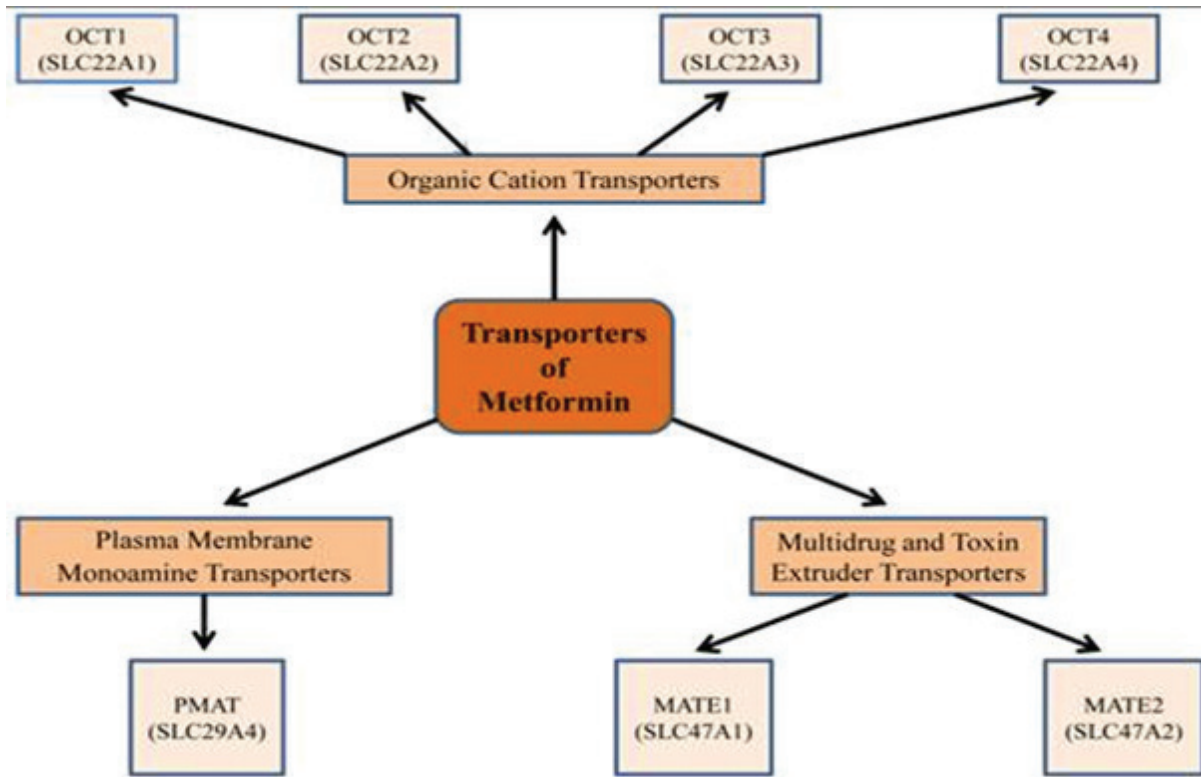 OCT1
(SLC22A1)
OCT2
(SLC22A2)
OCT3
(SLC22A3)
OCT4
(SLC22A4)
Organic Cation Transporters
Transporters
of
Metformin
Plasma Membrane
Monoamine Transporters
Multidrug and Toxin
Extruder Transporters
PMAT
(SLC29A4)
MATE1
(SLC47A1)
MATE2
(SLC47A2)